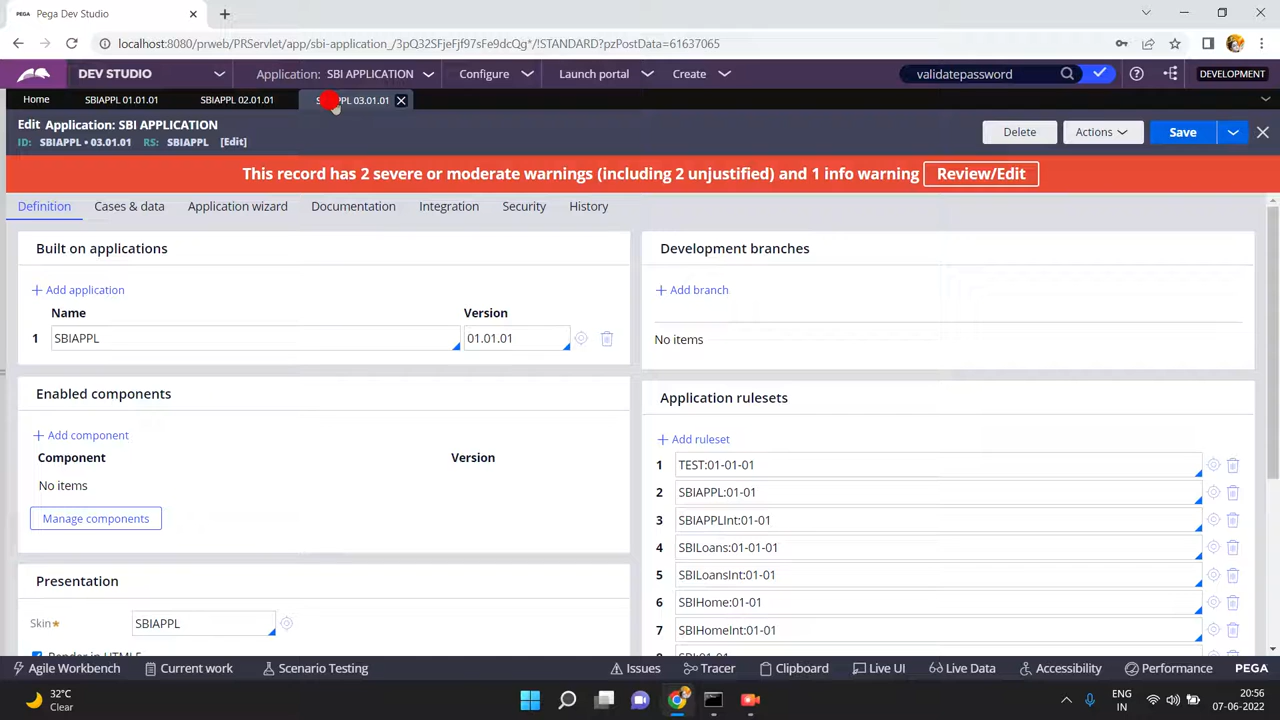 PEGA Pega Dev Studio
localhost:8080/prweb/PRServlet/app/sbi-application_/3pQ32SFjeFjf97sFe9dcQg*/!STANDARD?pzPostData=61637065
DEV STUDIO Application: SBI APPLICATION Configure Launch portal Create validatepassword DEVELOPMENT
Home SBIAPPL 01.01.01 SBIAPPL 02.01.01 03.01.01
Edit Application: SBI APPLICATION
ID: SBIAPPL • 03.01.01 RS: SBIAPPL [Edit]
Delete Actions Save
This record has 2 severe or moderate warnings (including 2 unjustified) and 1 info warning Review/Edit
Definition Cases & data Application wizard Documentation Integration Security History
Built on applications
Add application
Name Version
1 SBIAPPL 01.01.01
Enabled components
Add component
Component Version
No items
Manage components
Presentation
Skin★ SBIAPPL
Render in HTML5
Development branches
Add branch
No items
Application rulesets
Add ruleset
1 TEST:01-01-01
2 SBIAPPL:01-01
3 SBIAPPLInt:01-01
4 SBILoans:01-01-01
5 SBILoansInt:01-01
6 SBIHome:01-01
7 SBIHomeInt:01-01
8 SBI:01-01
Agile Workbench Current work Scenario Testing Issues Tracer Clipboard Live UI Live Data Accessibility Performance PEGA
32°C
Clear
ENG
IN
20:56
07-06-2022